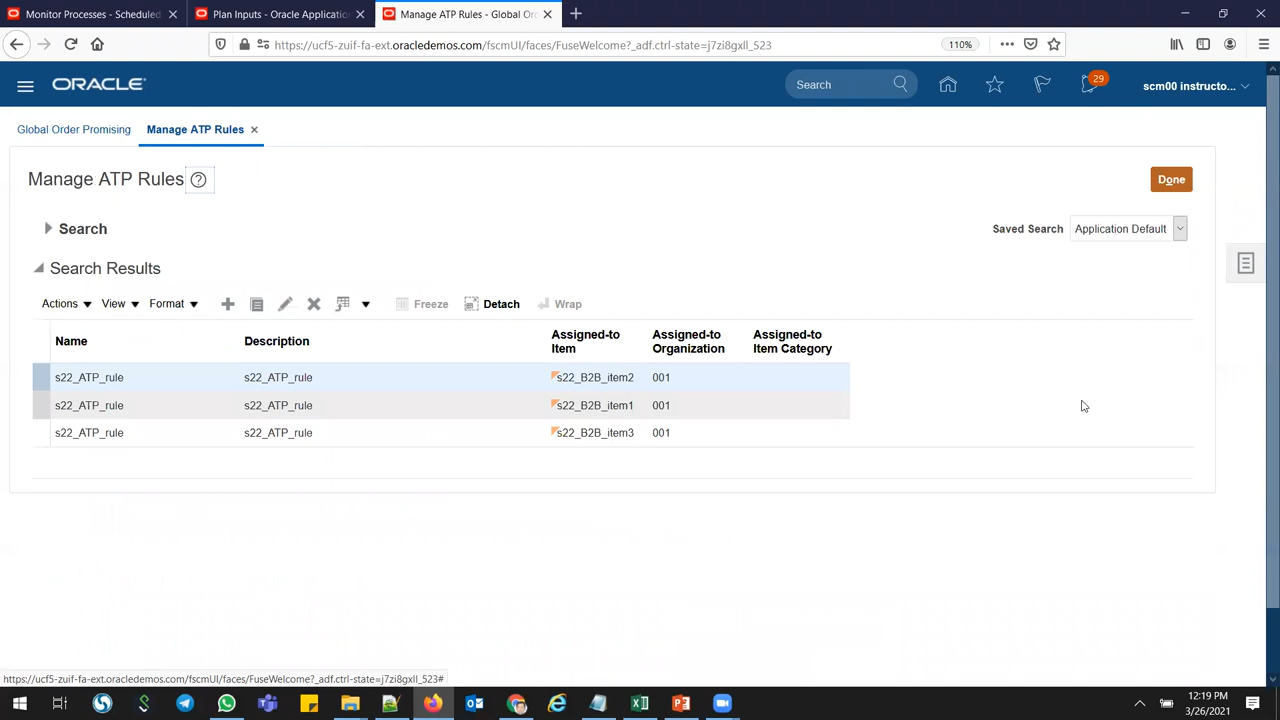 Monitor Processes - Scheduled
Plan Inputs - Oracle Application
Manage ATP Rules - Global Or
https://ucf5-zuif-fa-ext.oracledemos.com/fscmUI/faces/FuseWelcome?_adf.ctrl-state=j7zi8gxll_523
110%
ORACLE
Search
29
scm00 instructo...
Global Order Promising
Manage ATP Rules
Manage ATP Rules
Done
Search
Saved Search Application Default
Search Results
Actions View Format Freeze Detach Wrap
Name Description Assigned-to Item Assigned-to Organization Assigned-to Item Category
s22_ATP_rule s22_ATP_rule s22_B2B_item2 001
s22_ATP_rule s22_ATP_rule s22_B2B_item1 001
s22_ATP_rule s22_ATP_rule s22_B2B_item3 001
https://ucf5-zuif-fa-ext.oracledemos.com/fscmUI/faces/FuseWelcome?_adf.ctrl-state=j7zi8gxll_523#
12:19 PM
3/26/2021